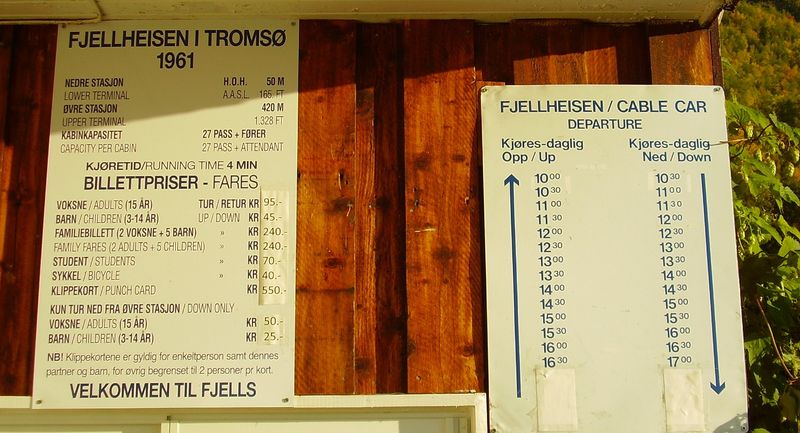 FJELLHEISEN I TROMSØ
1961
NEDRE STASJON H.O.H. 50 M
LOWER TERMINAL A.A.S.L. 165 FT
ØVRE STASJON 420 M
UPPER TERMINAL 1.328 FT
KABINKAPASITET 27 PASS + FØRER
CAPACITY PER CABIN 27 PASS + ATTENDANT
KJØRETID/RUNNING TIME 4 MIN
BILLETTPRISER - FARES
VOKSNE / ADULTS (15 ÅR) TUR / RETUR KR 95.-
BARN / CHILDREN (3-14 ÅR) UP / DOWN KR 45.-
FAMILIEBILLETT (2 VOKSNE + 5 BARN) » KR 240.-
FAMILY FARES (2 ADULTS + 5 CHILDREN) » KR 240.-
STUDENT / STUDENTS » KR 70.-
SYKKEL / BICYCLE » KR 40.-
KLIPPEKORT / PUNCH CARD KR 550.-
KUN TUR NED FRA ØVRE STASJON / DOWN ONLY
VOKSNE / ADULTS (15 ÅR) KR 50.-
BARN / CHILDREN (3-14 ÅR) KR 25.-
NB! Klippekortene er gyldig for enkeltperson samt dennes
partner og barn, for øvrig begrenset til 2 personer pr kort.
VELKOMMEN TIL FJELLS
FJELLHEISEN / CABLE CAR
DEPARTURE
Kjøres-daglig Kjøres-daglig
Opp / Up Ned / Down
10 00 10 30
10 30 11 00
11 00 11 30
11 30 12 00
12 00 12 30
12 30 13 00
13 00 13 30
13 30 14 00
14 00 14 30
14 30 15 00
15 00 15 30
15 30 16 00
16 00 16 30
16 30 17 00